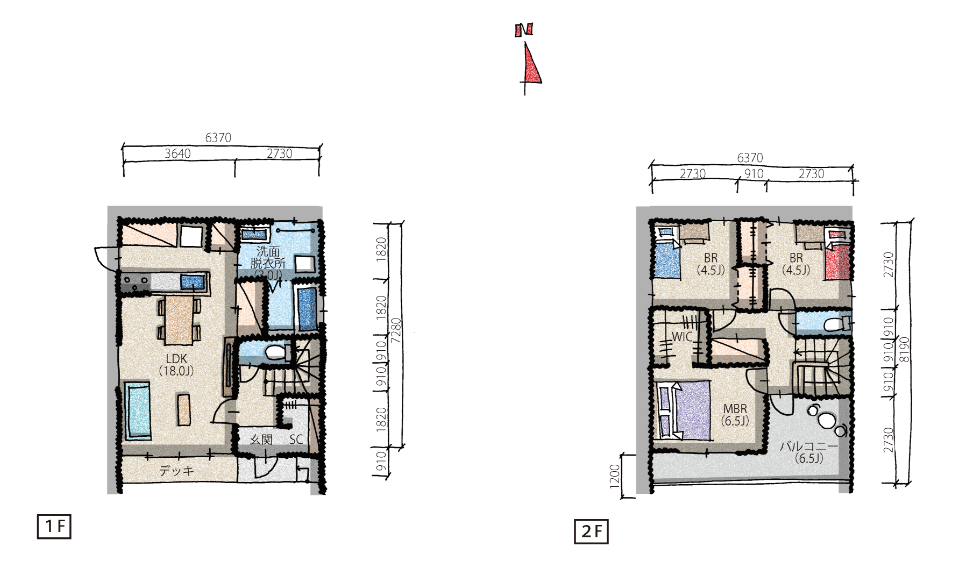 N
6370
3640 2730
洗面
脱衣所
(3.0J)
LDK
(18.0J)
玄関 SC
デッキ
1820
1820
910
910
1820
910
7280
1F
6370
2730 910 2730
BR
(4.5J)
BR
(4.5J)
WIC
MBR
(6.5J)
バルコニー
(6.5J)
2730
910
910
910
2730
8190
1200
2F